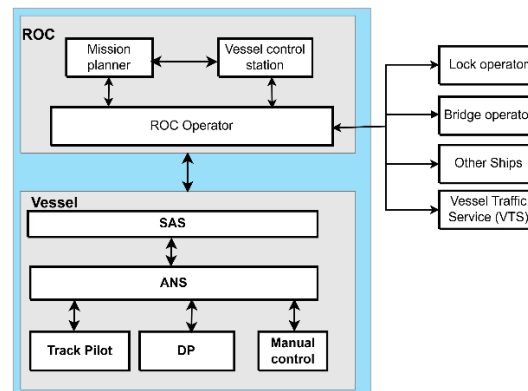 ROC
Mission
planner
Vessel control
station
ROC Operator
Lock operator
Bridge operator
Other Ships
Vessel Traffic
Service (VTS)
Vessel
SAS
ANS
Track Pilot
DP
Manual
control